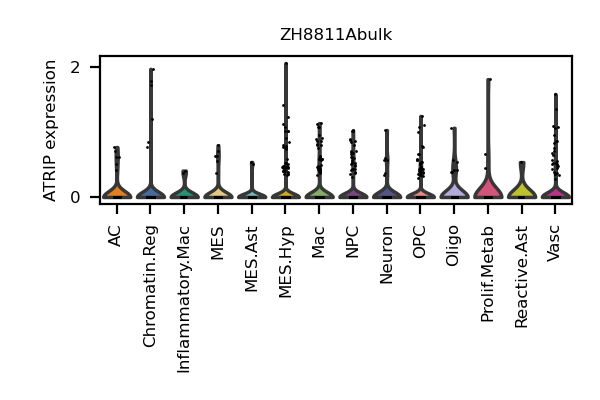 ZH8811Abulk
ATRIP expression
2
0
AC
Chromatin.Reg
Inflammatory.Mac
MES
MES.Ast
MES.Hyp
Mac
NPC
Neuron
OPC
Oligo
Prolif.Metab
Reactive.Ast
Vasc